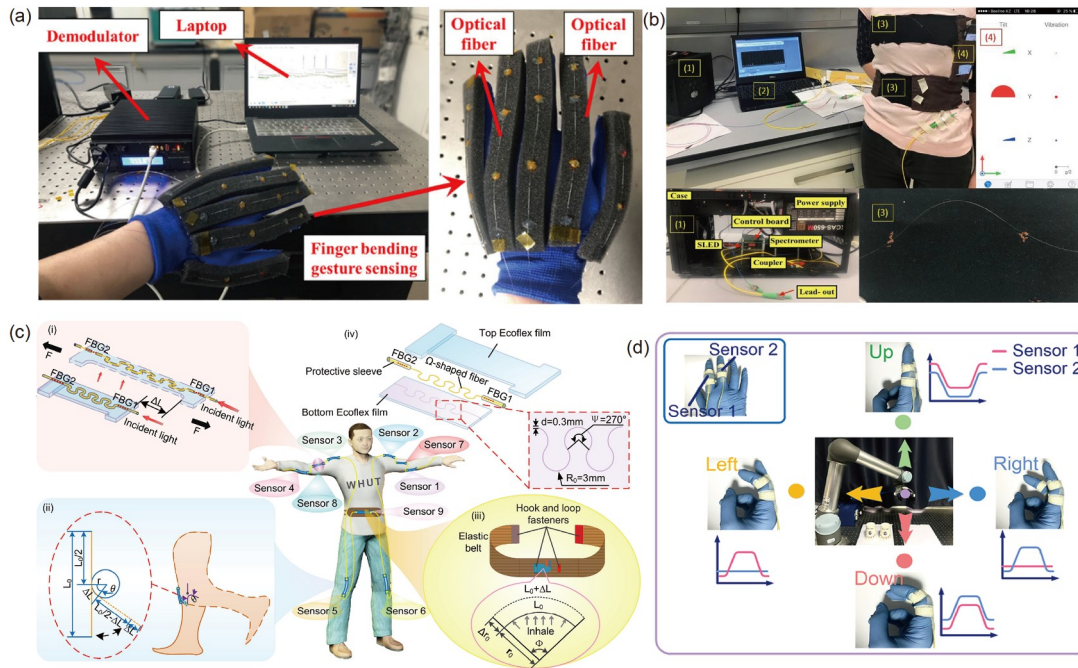 (a)
Demodulator
Laptop
Finger bending
gesture sensing
Optical
fiber
Optical
fiber
(b)
(1)
(2)
(3)
(3)
(4)
(4)
Tilt
Vibration
X
Y
Z
Case
(1)
Power supply
Control board
SLED
Spectrometer
Coupler
Lead- out
(3)
(c)
(i)
FBG2
F
FBG2
FBG1
FBG1
ΔL
Incident light
F
Incident light
(iv)
Top Ecoflex film
FBG2
Ω-shaped fiber
Protective sleeve
FBG1
Bottom Ecoflex film
d=0.3mm
Ψ=270°
R₀=3mm
Sensor 3
Sensor 2
Sensor 7
WHUT
Sensor 4
Sensor 1
Sensor 8
Sensor 9
Sensor 5
Sensor 6
(ii)
L₀
L₀/2
r
θ
ΔL
L₀/2-ΔL
ΔL
d
(iii)
Hook and loop
fasteners
Elastic
belt
L₀+ΔL
L₀
Inhale
Δr₀
r₀
Φ
(d)
Sensor 2
Sensor 1
Up
Sensor 1
Sensor 2
Left
Right
Down